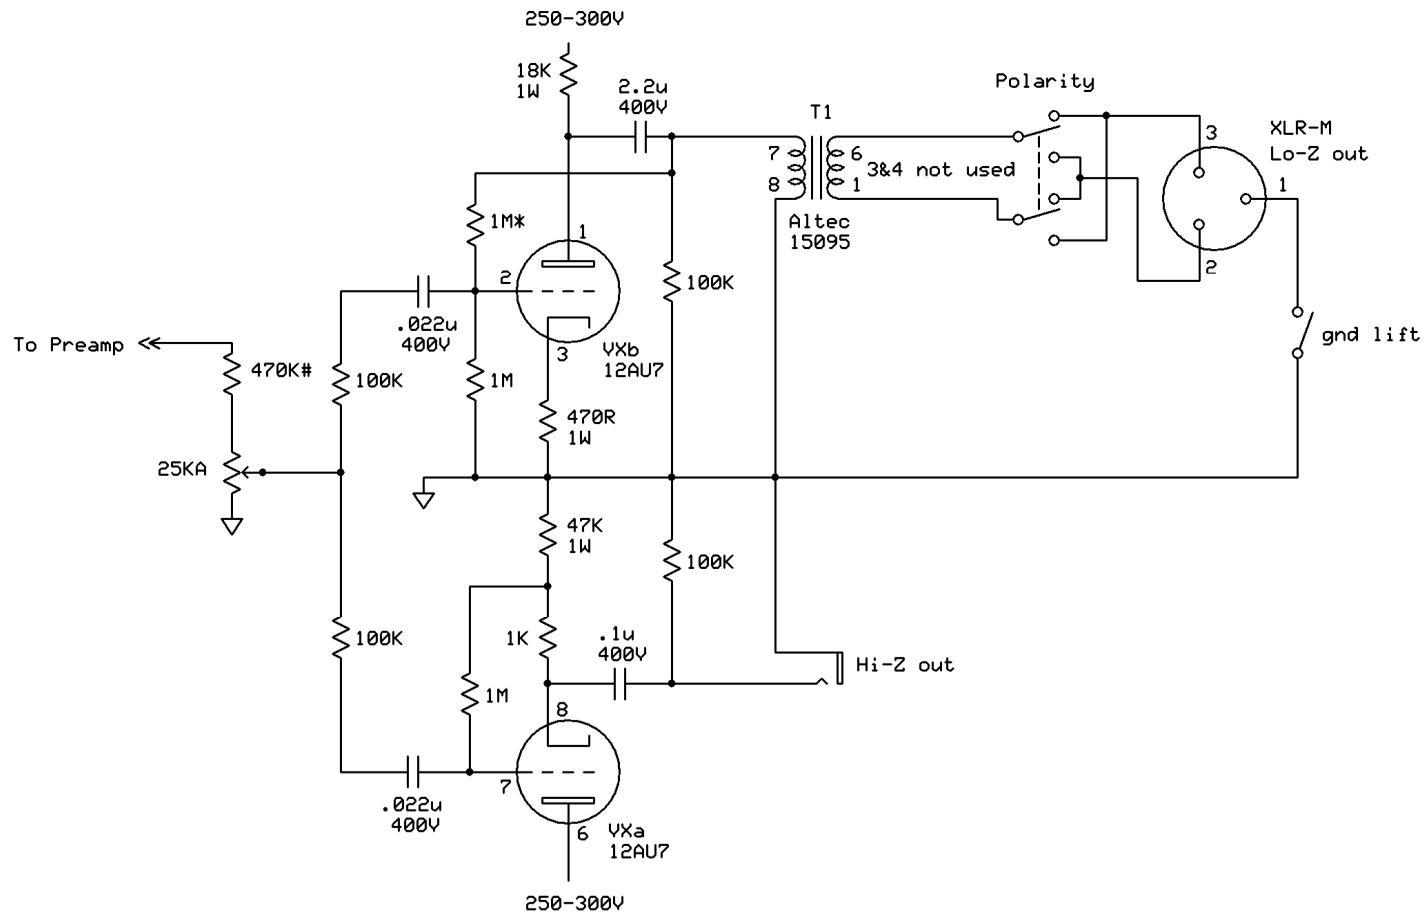 250-300V
18K
1W
2.2u
400V
Polarity
T1
3
XLR-M
Lo-Z out
7
6
3&4 not used
8
1
1
Altec
15095
1M*
1
2
2
100K
.022u
400V
3
VXb
12AU7
gnd lift
To Preamp
470K#
100K
1M
470R
1W
25KA
47K
1W
100K
100K
1K
.1u
400V
Hi-Z out
1M
8
7
.022u
400V
6
VXa
12AU7
250-300V